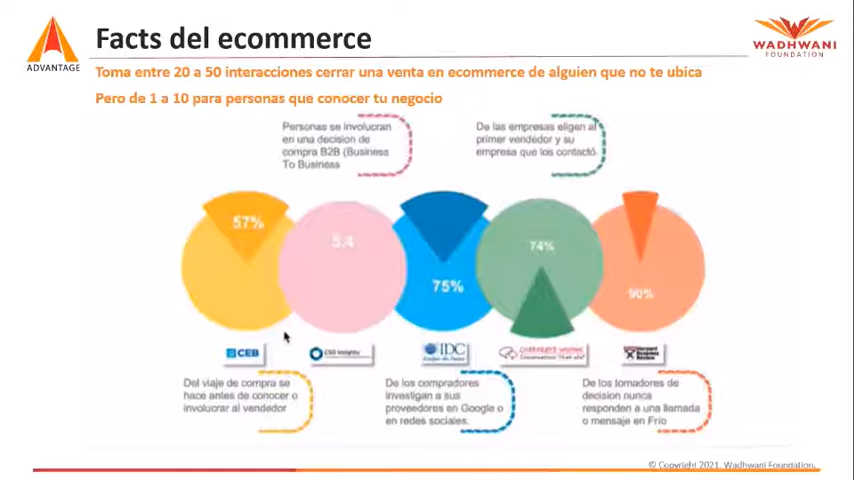 Facts del ecommerce
ADVANTAGE
WADHWANI
FOUNDATION
Toma entre 20 a 50 interacciones cerrar una venta en ecommerce de alguien que no te ubica
Pero de 1 a 10 para personas que conocer tu negocio
Personas se involucran
en una decision de
compra B2B (Business
To Business
De las empresas eligen al
primer vendedor y su
empresa que los contactó.
57%
5.4
75%
74%
90%
CEB
CSO Insights
IDC
Harvard
Business
Review
Del viaje de compra se
hace antes de conocer o
involucrar al vendedor
De los compradores
investigan a sus
proveedores en Google o
en redes sociales.
De los tomadores de
decision nunca
responden a una llamada
o mensaje en Frío
© Copyright 2021. Wadhwani Foundation.